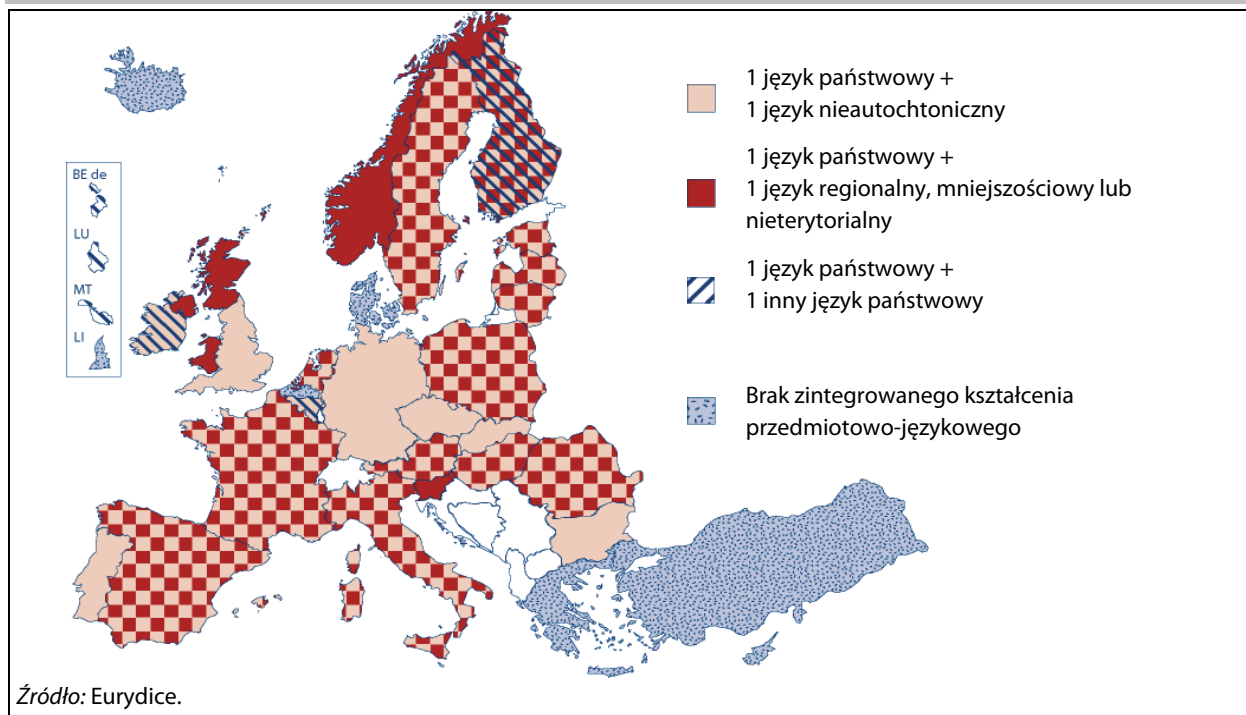 1 język państwowy +
1 język nieautochtoniczny
1 język państwowy +
1 język regionalny, mniejszościowy lub
nieterytorialny
1 język państwowy +
1 inny język państwowy
Brak zintegrowanego kształcenia
przedmiotowo-językowego
BE de
LU
MT
LI
Źródło: Eurydice.